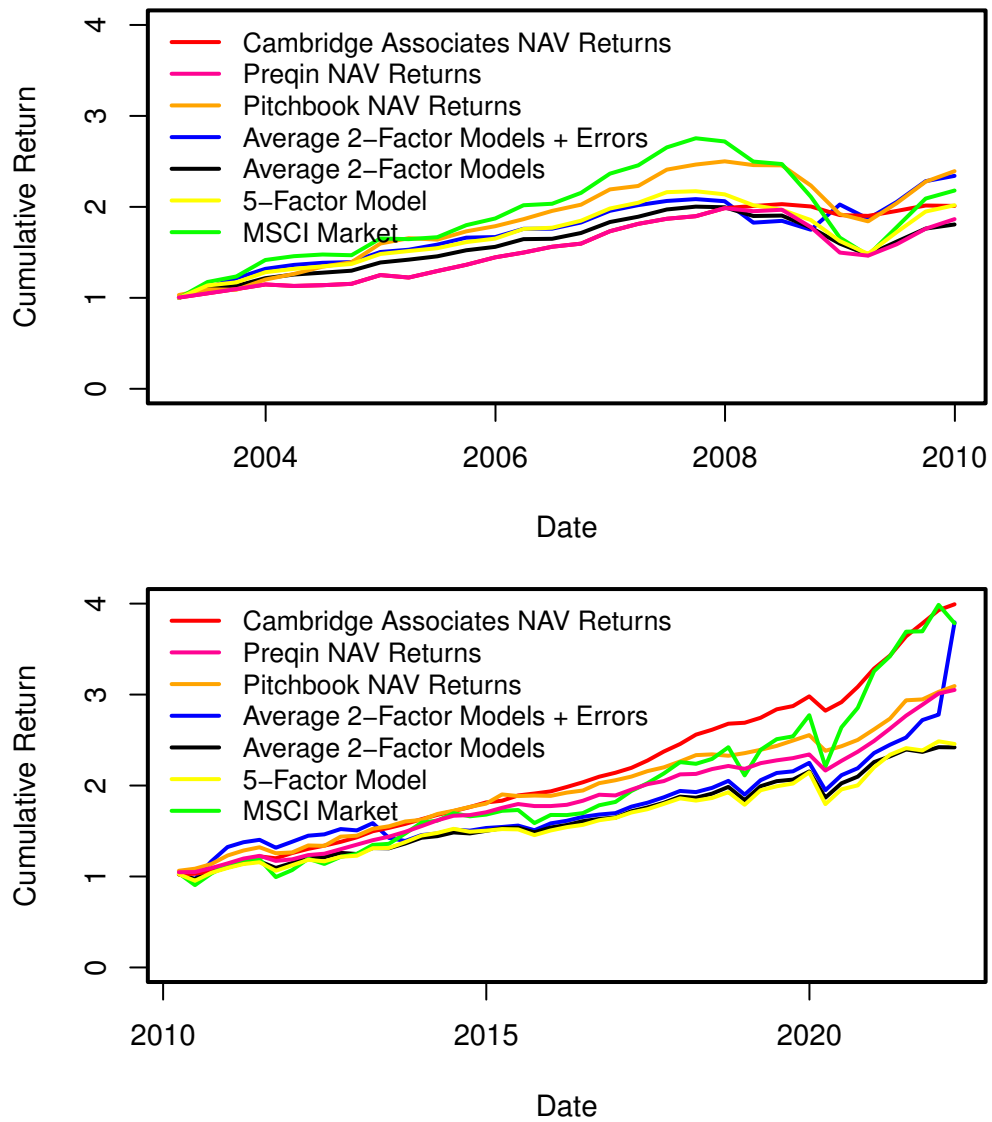 Cumulative Return
4
3
2
1
0
Cambridge Associates NAV Returns
Preqin NAV Returns
Pitchbook NAV Returns
Average 2−Factor Models + Errors
Average 2−Factor Models
5−Factor Model
MSCI Market
2004 2006 2008 2010
Date
Cumulative Return
4
3
2
1
0
Cambridge Associates NAV Returns
Preqin NAV Returns
Pitchbook NAV Returns
Average 2−Factor Models + Errors
Average 2−Factor Models
5−Factor Model
MSCI Market
2010 2015 2020
Date